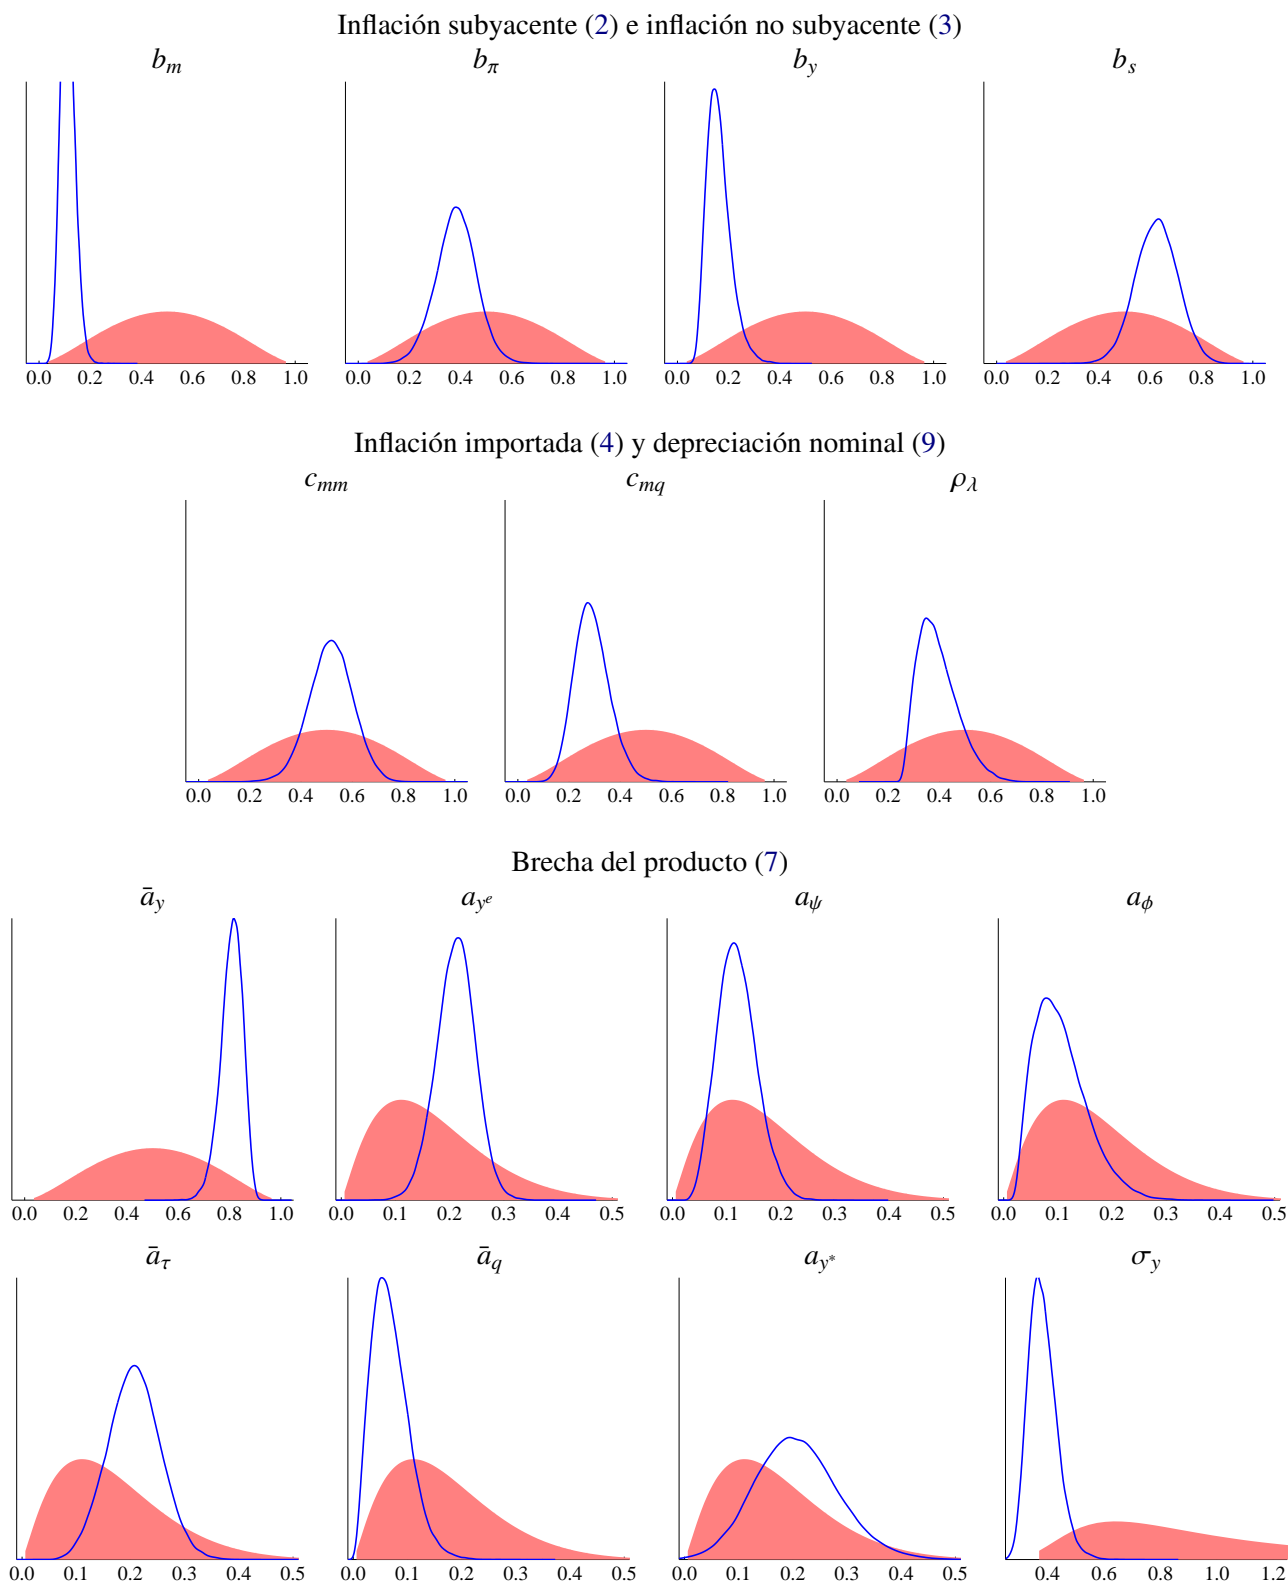 Inflación subyacente (2) e inflación no subyacente (3)
b_m b_π b_y b_s
0.0 0.2 0.4 0.6 0.8 1.0 0.0 0.2 0.4 0.6 0.8 1.0 0.0 0.2 0.4 0.6 0.8 1.0 0.0 0.2 0.4 0.6 0.8 1.0
Inflación importada (4) y depreciación nominal (9)
c_mm c_mq ρ_λ
0.0 0.2 0.4 0.6 0.8 1.0 0.0 0.2 0.4 0.6 0.8 1.0 0.0 0.2 0.4 0.6 0.8 1.0
Brecha del producto (7)
ā_y a_yᵉ a_ψ a_ϕ
0.0 0.2 0.4 0.6 0.8 1.0 0.0 0.1 0.2 0.3 0.4 0.5 0.0 0.1 0.2 0.3 0.4 0.5 0.0 0.1 0.2 0.3 0.4 0.5
ā_τ ā_q a_y* σ_y
0.0 0.1 0.2 0.3 0.4 0.5 0.0 0.1 0.2 0.3 0.4 0.5 0.0 0.1 0.2 0.3 0.4 0.5 0.4 0.6 0.8 1.0 1.2